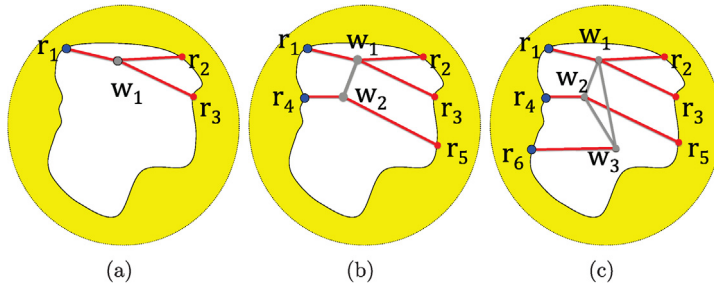 r1 w1 r2 r3
(a)
r1 w1 r2 r4 w2 r3 r5
(b)
r1 w1 r2 r4 w2 r3 r6 w3 r5
(c)